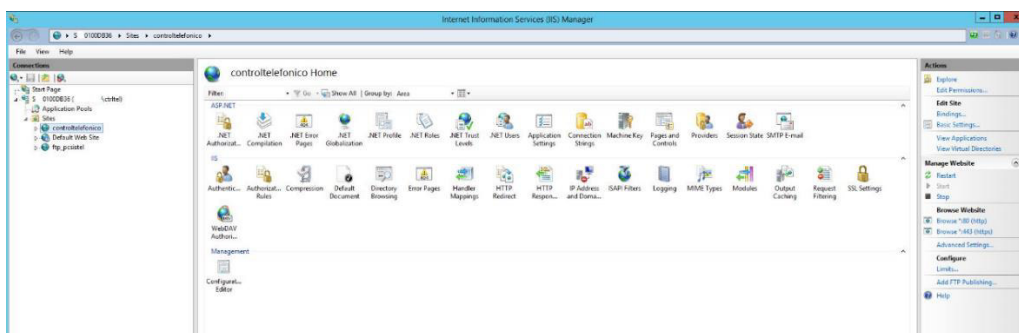 Internet Information Services (IIS) Manager
S 0100DB36 Sites controltelefonico
File View Help
Connections
Start Page
S 0100DB36 ( \ctrltel)
Application Pools
Sites
controltelefonico
Default Web Site
ftp_pcsistel
controltelefonico Home
Filter: Go Show All Group by: Area
ASP.NET
.NET Authorizat...
.NET Compilation
.NET Error Pages
.NET Globalization
.NET Profile
.NET Roles
.NET Trust Levels
.NET Users
Application Settings
Connection Strings
Machine Key
Pages and Controls
Providers
Session State
SMTP E-mail
IIS
Authentic...
Authorizat... Rules
Compression
Default Document
Directory Browsing
Error Pages
Handler Mappings
HTTP Redirect
HTTP Respon...
IP Address and Doma...
ISAPI Filters
Logging
MIME Types
Modules
Output Caching
Request Filtering
SSL Settings
WebDAV Authori...
Management
Configurat... Editor
Actions
Explore
Edit Permissions...
Edit Site
Bindings...
Basic Settings...
View Applications
View Virtual Directories
Manage Website
Restart
Start
Stop
Browse Website
Browse *:80 (http)
Browse *:443 (https)
Advanced Settings...
Configure
Limits...
Add FTP Publishing...
Help